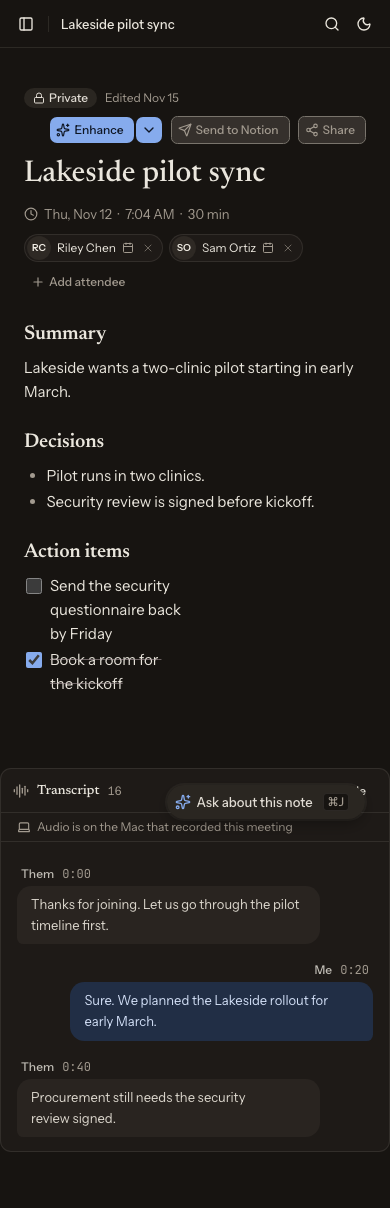 Lakeside pilot sync
Private Edited Nov 15
Enhance Send to Notion Share
Lakeside pilot sync
Thu, Nov 12 · 7:04 AM · 30 min
RC Riley Chen SO Sam Ortiz
Add attendee
Summary
Lakeside wants a two-clinic pilot starting in early
March.
Decisions
Pilot runs in two clinics.
Security review is signed before kickoff.
Action items
Send the security
questionnaire back
by Friday
Book a room for
the kickoff
Transcript 16
Ask about this note ⌘J
Audio is on the Mac that recorded this meeting
Them 0:00
Thanks for joining. Let us go through the pilot
timeline first.
Me 0:20
Sure. We planned the Lakeside rollout for
early March.
Them 0:40
Procurement still needs the security
review signed.